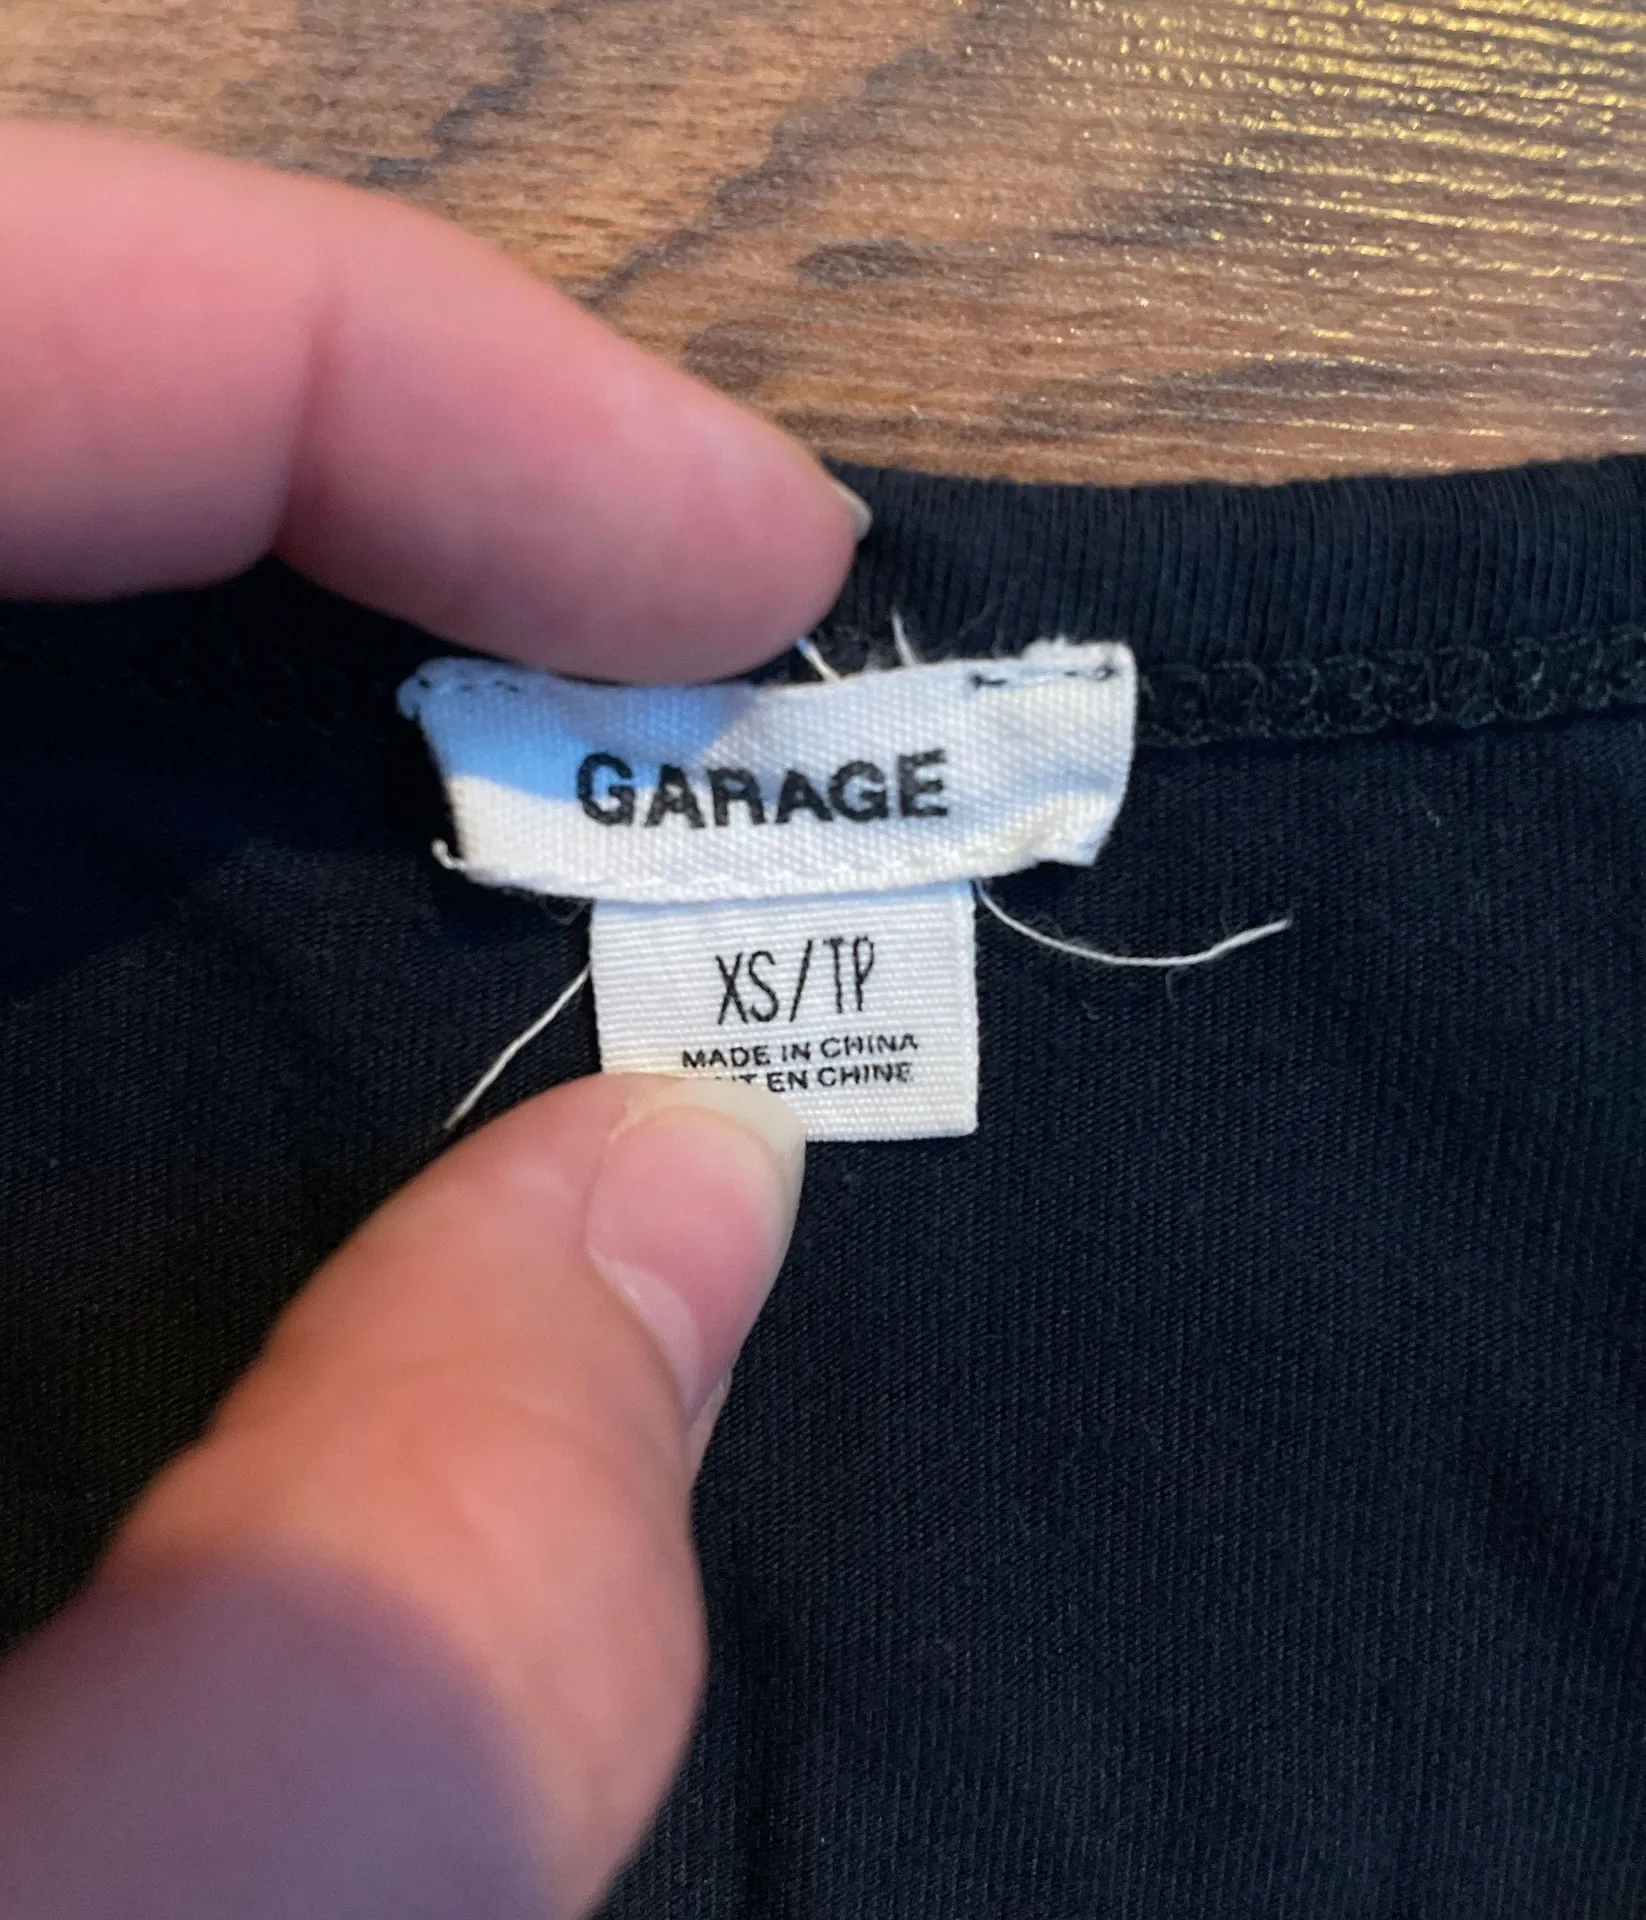 GARAGE
XS/TP
MADE IN CHINA
EN CHINE